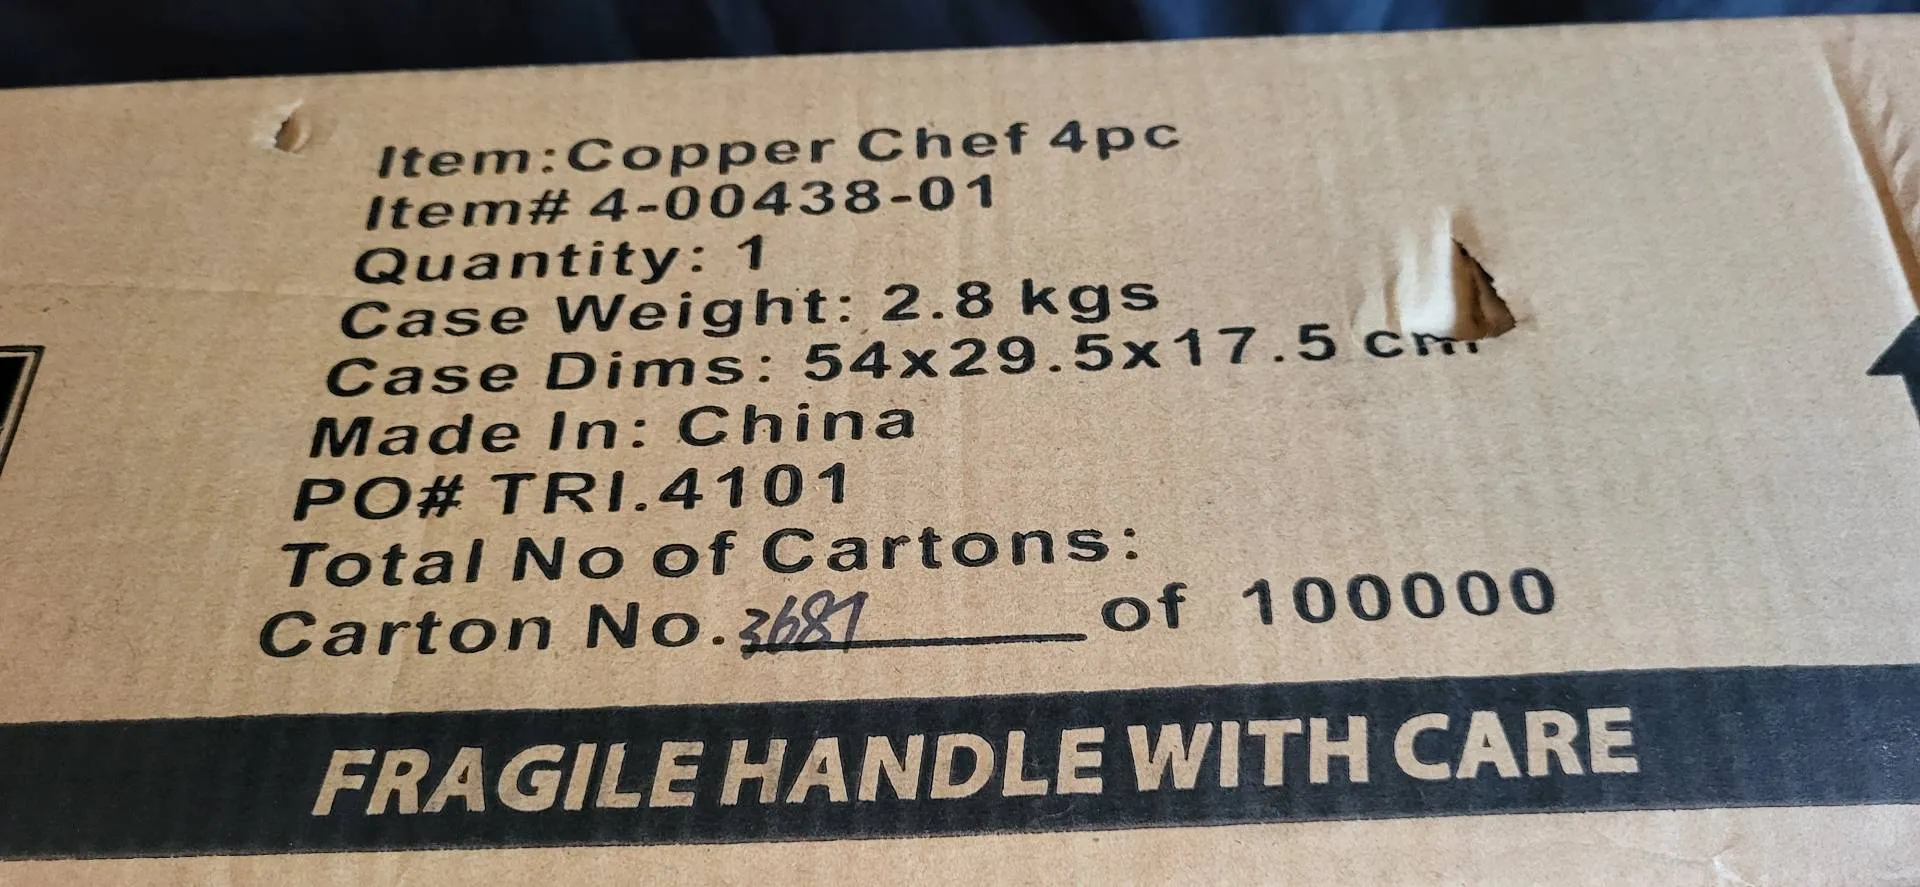 Item:Copper Chef 4pc
Item# 4-00438-01
Quantity: 1
Case Weight: 2.8 kgs
Case Dims: 54x29.5x17.5 cm
Made In: China
PO# TRI.4101
Total No of Cartons:
Carton No. 3687 of 100000
FRAGILE HANDLE WITH CARE